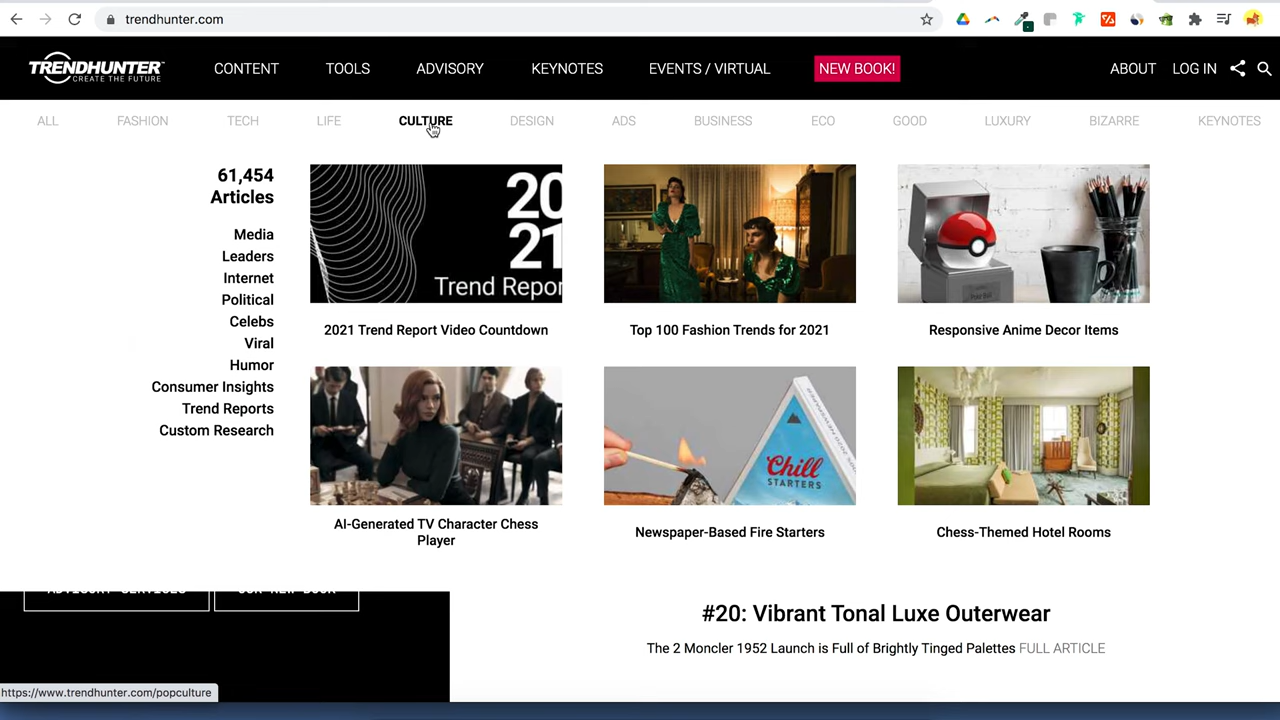 trendhunter.com
TRENDHUNTER
CREATE THE FUTURE
CONTENT TOOLS ADVISORY KEYNOTES EVENTS / VIRTUAL NEW BOOK! ABOUT LOG IN
ALL FASHION TECH LIFE CULTURE DESIGN ADS BUSINESS ECO GOOD LUXURY BIZARRE KEYNOTES
61,454
Articles
Media
Leaders
Internet
Political
Celebs
Viral
Humor
Consumer Insights
Trend Reports
Custom Research
20
21
Trend Repor
2021 Trend Report Video Countdown
Top 100 Fashion Trends for 2021
Responsive Anime Decor Items
Chill
STARTERS
AI-Generated TV Character Chess
Player
Newspaper-Based Fire Starters
Chess-Themed Hotel Rooms
ADVISORY SERVICES OUR NEW BOOK
#20: Vibrant Tonal Luxe Outerwear
The 2 Moncler 1952 Launch is Full of Brightly Tinged Palettes FULL ARTICLE
https://www.trendhunter.com/popculture